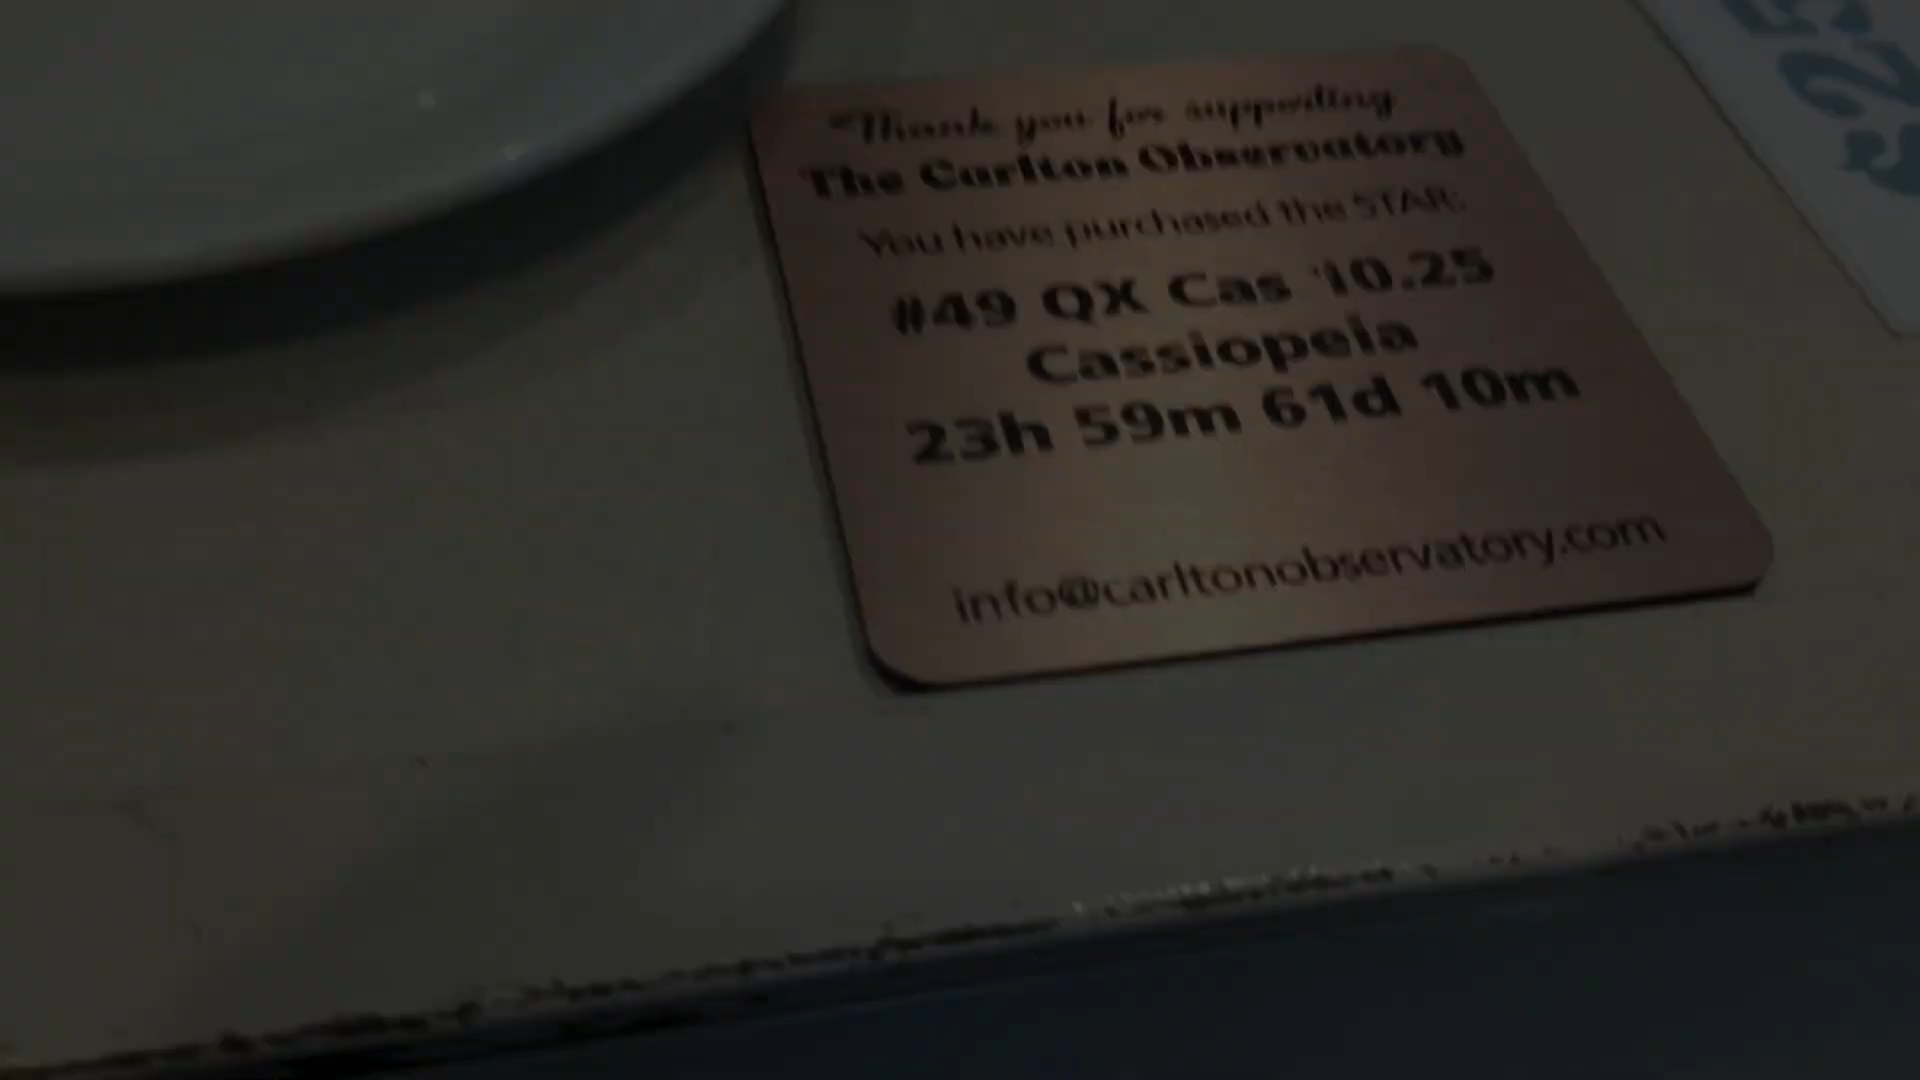 Thank you for supporting
The Carlton Observatory
You have purchased the STAR:
#49 QX Cas 10.25
Cassiopeia
23h 59m 61d 10m
info@carltonobservatory.com